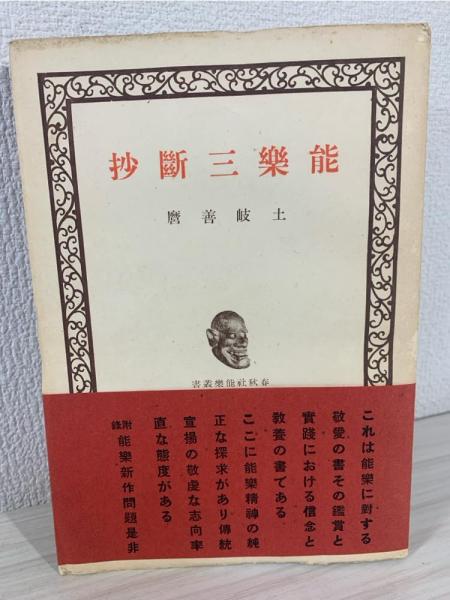 能樂三斷抄
土岐善麿
春秋社能樂叢書
これは能樂に對する
敬愛の書その鑑賞と
實踐における信念と
敎養の書である
ここに能樂精神の純
正な探求があり傳統
宣揚の敬虔な志向率
直な態度がある
附錄 能樂新作問題是非